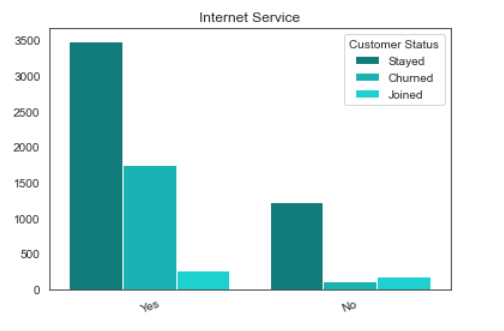 Internet Service
Customer Status
Stayed
Churned
Joined
3500
3000
2500
2000
1500
1000
500
0
Yes
No